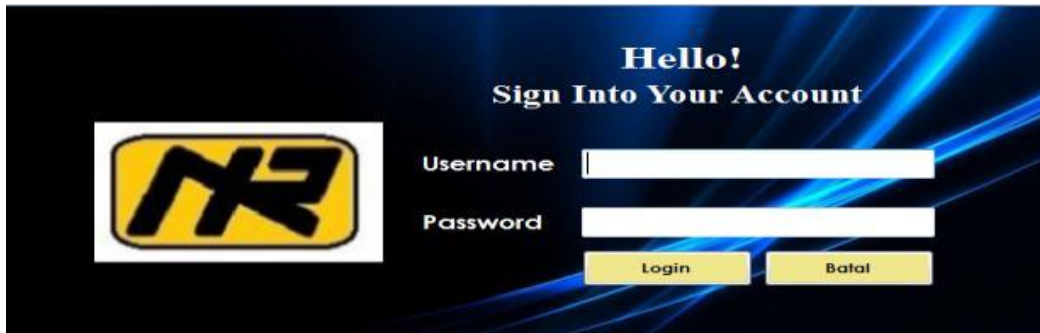 Hello!
Sign Into Your Account
Username
Password
Login Batal